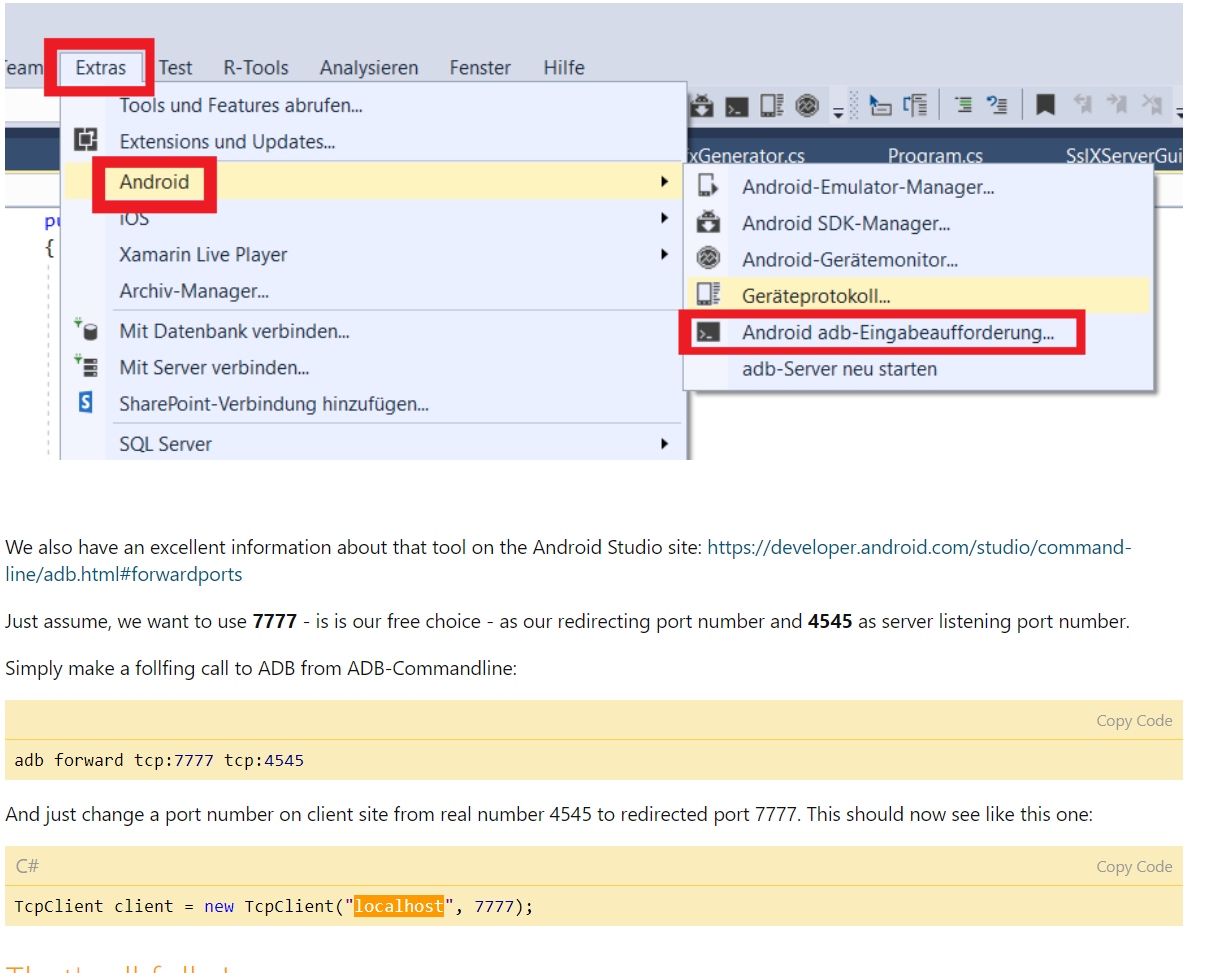 Extras Test R-Tools Analysieren Fenster Hilfe
Tools und Features abrufen...
Extensions und Updates...
xGenerator.cs Program.cs SslXServerGui
Android
Android-Emulator-Manager...
iOS
Android SDK-Manager...
{
Xamarin Live Player
Android-Gerätemonitor...
Archiv-Manager...
Geräteprotokoll...
Mit Datenbank verbinden...
Android adb-Eingabeaufforderung...
Mit Server verbinden...
adb-Server neu starten
SharePoint-Verbindung hinzufügen...
SQL Server
We also have an excellent information about that tool on the Android Studio site: https://developer.android.com/studio/command-
line/adb.html#forwardports
Just assume, we want to use 7777 - is is our free choice - as our redirecting port number and 4545 as server listening port number.
Simply make a follfing call to ADB from ADB-Commandline:
Copy Code
adb forward tcp:7777 tcp:4545
And just change a port number on client site from real number 4545 to redirected port 7777. This should now see like this one:
C# Copy Code
TcpClient client = new TcpClient("localhost", 7777);